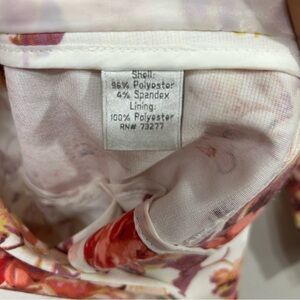 Shell:
96% Polyester
4% Spandex
Lining:
100% Polyester
RN# 73277